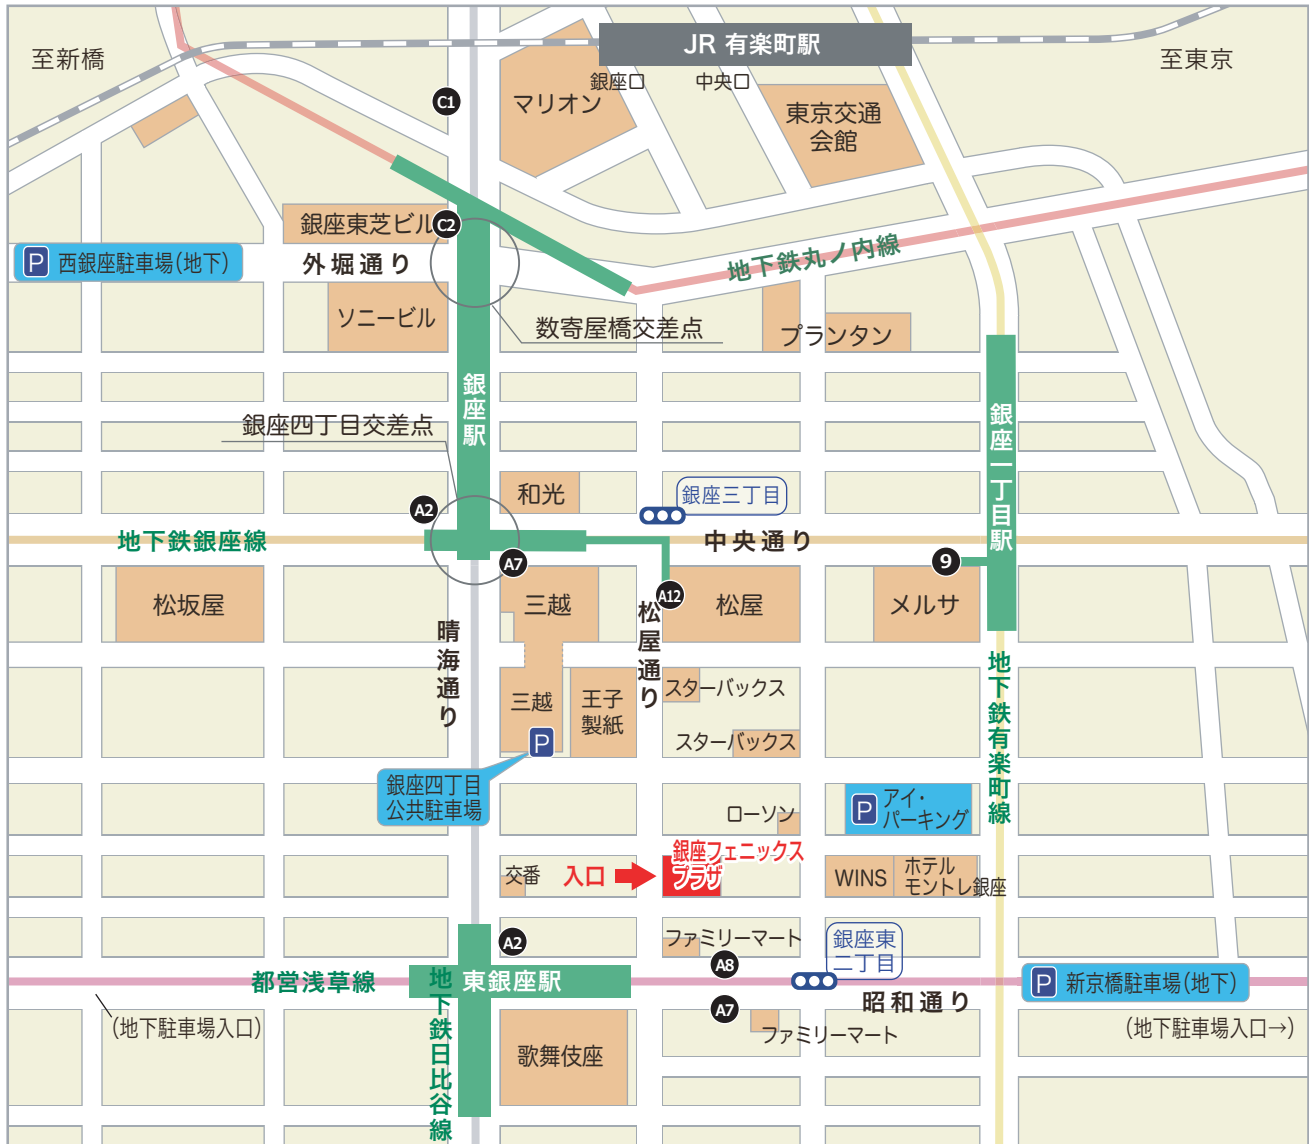 JR 有楽町駅
至新橋
至東京
銀座口
中央口
C1
マリオン
東京交通
会館
銀座東芝ビル
C2
P 西銀座駐車場(地下)
外堀通り
地下鉄丸ノ内線
ソニービル
数寄屋橋交差点
プランタン
銀座駅
銀座四丁目交差点
銀座一丁目駅
和光
銀座三丁目
A2
地下鉄銀座線
中央通り
A7
9
A12
松坂屋
三越
松屋
メルサ
松屋通り
晴海通り
地下鉄有楽町線
三越
王子
製紙
スターバックス
スターバックス
P
銀座四丁目
公共駐車場
ローソン
P
アイ・
パーキング
銀座フェニックス
プラザ
交番
入口
WINS
ホテル
モントレ銀座
A2
ファミリーマート
A8
銀座東
二丁目
都営浅草線
東銀座駅
地下鉄日比谷線
昭和通り
P 新京橋駐車場(地下)
(地下駐車場入口)
A7
ファミリーマート
(地下駐車場入口→)
歌舞伎座